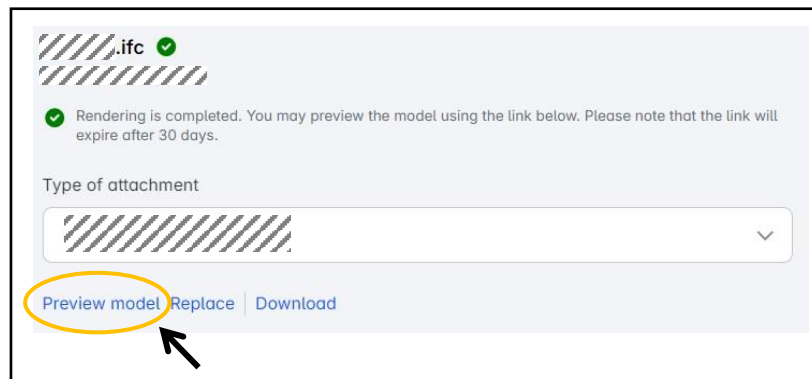 .ifc
Rendering is completed. You may preview the model using the link below. Please note that the link will
expire after 30 days.
Type of attachment
Preview model Replace Download